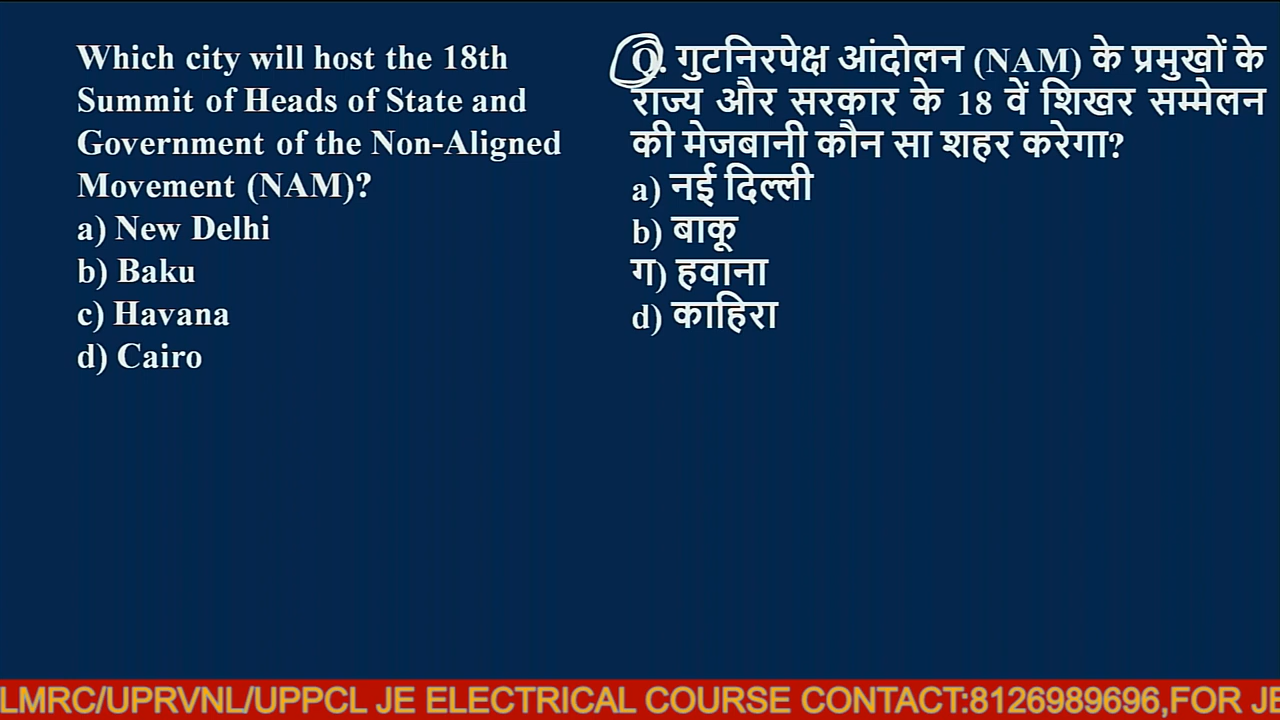 Which city will host the 18th
Summit of Heads of State and
Government of the Non-Aligned
Movement (NAM)?
a) New Delhi
b) Baku
c) Havana
d) Cairo
Q. गुटनिरपेक्ष आंदोलन (NAM) के प्रमुखों के
राज्य और सरकार के 18 वें शिखर सम्मेलन
की मेजबानी कौन सा शहर करेगा?
a) नई दिल्ली
b) बाकू
ग) हवाना
d) काहिरा
LMRC/UPRVNL/UPPCL JE ELECTRICAL COURSE CONTACT:8126989696,FOR JE